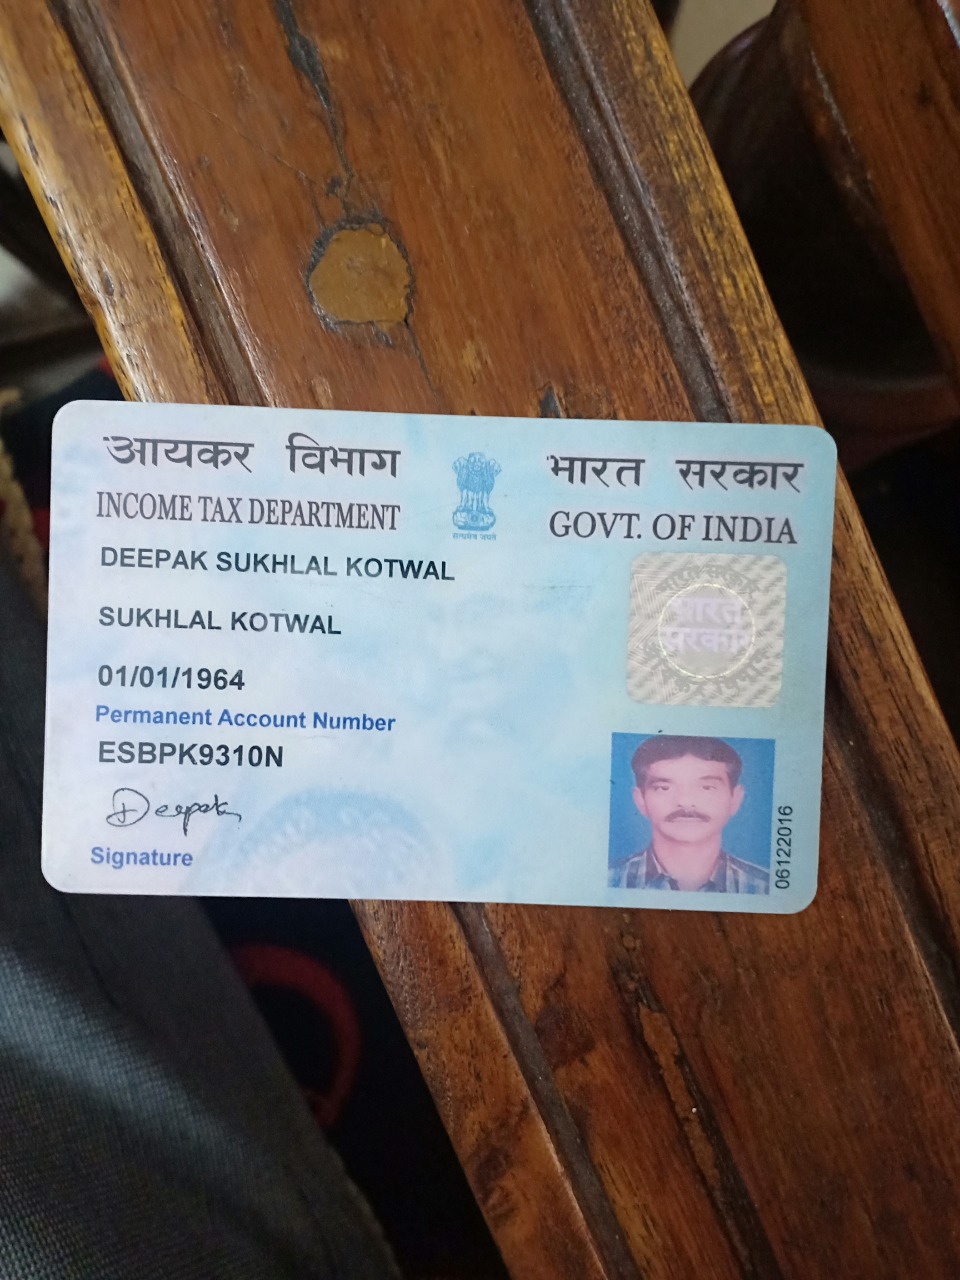 आयकर विभाग
INCOME TAX DEPARTMENT
सत्यमेव जयते
भारत सरकार
GOVT. OF INDIA
DEEPAK SUKHLAL KOTWAL
SUKHLAL KOTWAL
01/01/1964
Permanent Account Number
ESBPK9310N
Deepak
Signature
भारत
सरकार
06122016